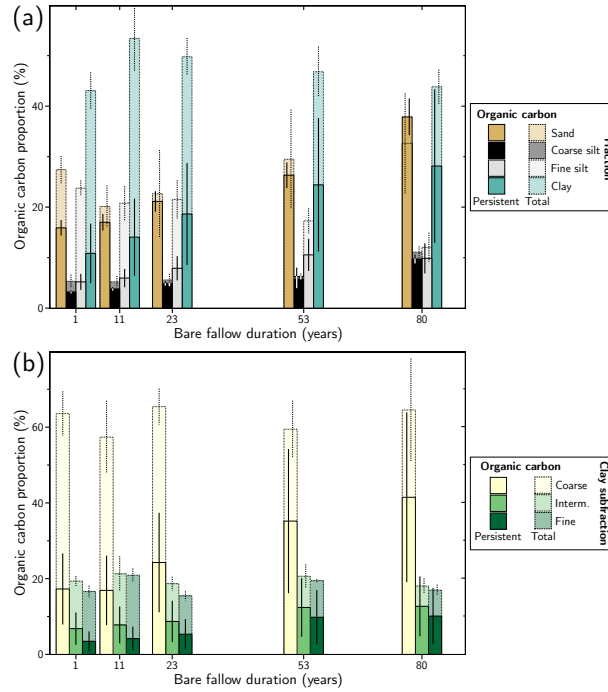 (a)
Organic carbon proportion (%)
40
20
0
1 11 23 53 80
Bare fallow duration (years)
Organic carbon
Sand
Coarse silt
Fine silt
Clay
Persistent Total
Fraction
(b)
Organic carbon proportion (%)
80
60
40
20
0
1 11 23 53 80
Bare fallow duration (years)
Organic carbon
Coarse
Interm.
Fine
Persistent Total
Clay subfraction